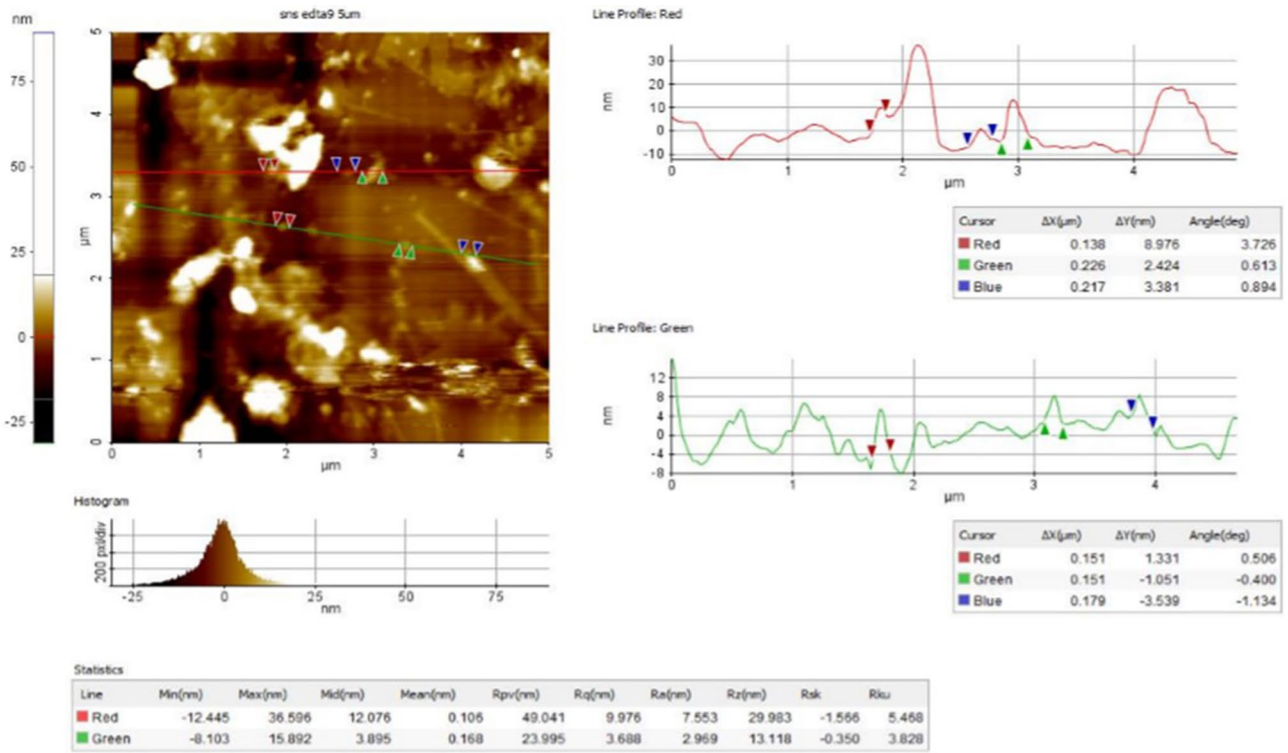 sns edta9 5um
nm
75
50
25
0
-25
5
4
3
2
1
0
µm
0 1 2 3 4 5
µm
Line Profile: Red
30
20
10
0
-10
nm
0 1 2 3 4
µm
Cursor ΔX(µm) ΔY(nm) Angle(deg)
Red 0.138 8.976 3.726
Green 0.226 2.424 0.613
Blue 0.217 3.381 0.894
Line Profile: Green
12
8
4
0
-4
-8
nm
0 1 2 3 4
µm
Cursor ΔX(µm) ΔY(nm) Angle(deg)
Red 0.151 1.331 0.506
Green 0.151 -1.051 -0.400
Blue 0.179 -3.539 -1.134
Histogram
200 pxl/div
-25 0 25 50 75
nm
Statistics
Line Min(nm) Max(nm) Mid(nm) Mean(nm) Rpv(nm) Rq(nm) Ra(nm) Rz(nm) Rsk Rku
Red -12.445 36.596 12.076 0.106 49.041 9.976 7.553 29.983 -1.566 5.468
Green -8.103 15.892 3.895 0.168 23.995 3.688 2.969 13.118 -0.350 3.828